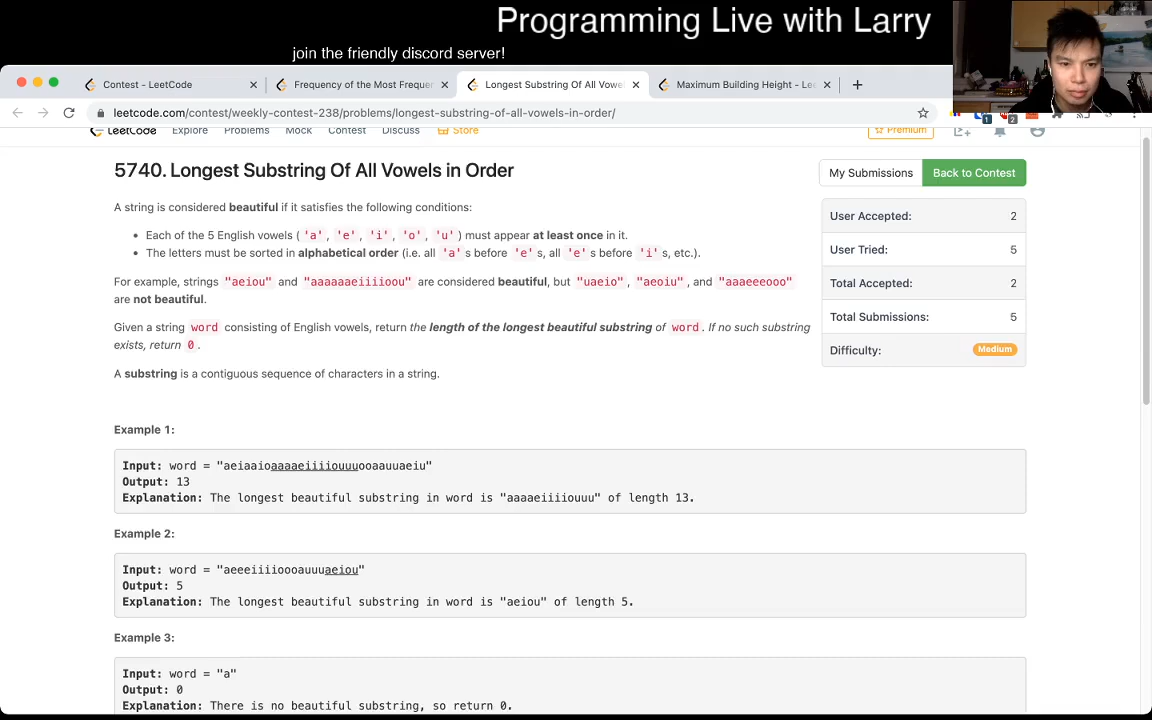 Programming Live with Larry
join the friendly discord server!
Contest - LeetCode
Frequency of the Most Frequen
Longest Substring Of All Vowe
Maximum Building Height - Lee
leetcode.com/contest/weekly-contest-238/problems/longest-substring-of-all-vowels-in-order/
LeetCode Explore Problems Mock Contest Discuss Store Premium
5740. Longest Substring Of All Vowels in Order
My Submissions Back to Contest
A string is considered beautiful if it satisfies the following conditions:
Each of the 5 English vowels ( 'a' , 'e' , 'i' , 'o' , 'u' ) must appear at least once in it.
The letters must be sorted in alphabetical order (i.e. all 'a' s before 'e' s, all 'e' s before 'i' s, etc.).
For example, strings "aeiou" and "aaaaaaeiiiioou" are considered beautiful, but "uaeio" , "aeoiu" , and "aaaeeeooo"
are not beautiful.
Given a string word consisting of English vowels, return the length of the longest beautiful substring of word . If no such substring
exists, return 0 .
A substring is a contiguous sequence of characters in a string.
User Accepted: 2
User Tried: 5
Total Accepted: 2
Total Submissions: 5
Difficulty: Medium
Example 1:
Input: word = "aeiaaioaaaaeiiiiouuuooaauuaeiu"
Output: 13
Explanation: The longest beautiful substring in word is "aaaaeiiiiouuu" of length 13.
Example 2:
Input: word = "aeeeiiiioooauuuaeiou"
Output: 5
Explanation: The longest beautiful substring in word is "aeiou" of length 5.
Example 3:
Input: word = "a"
Output: 0
Explanation: There is no beautiful substring, so return 0.